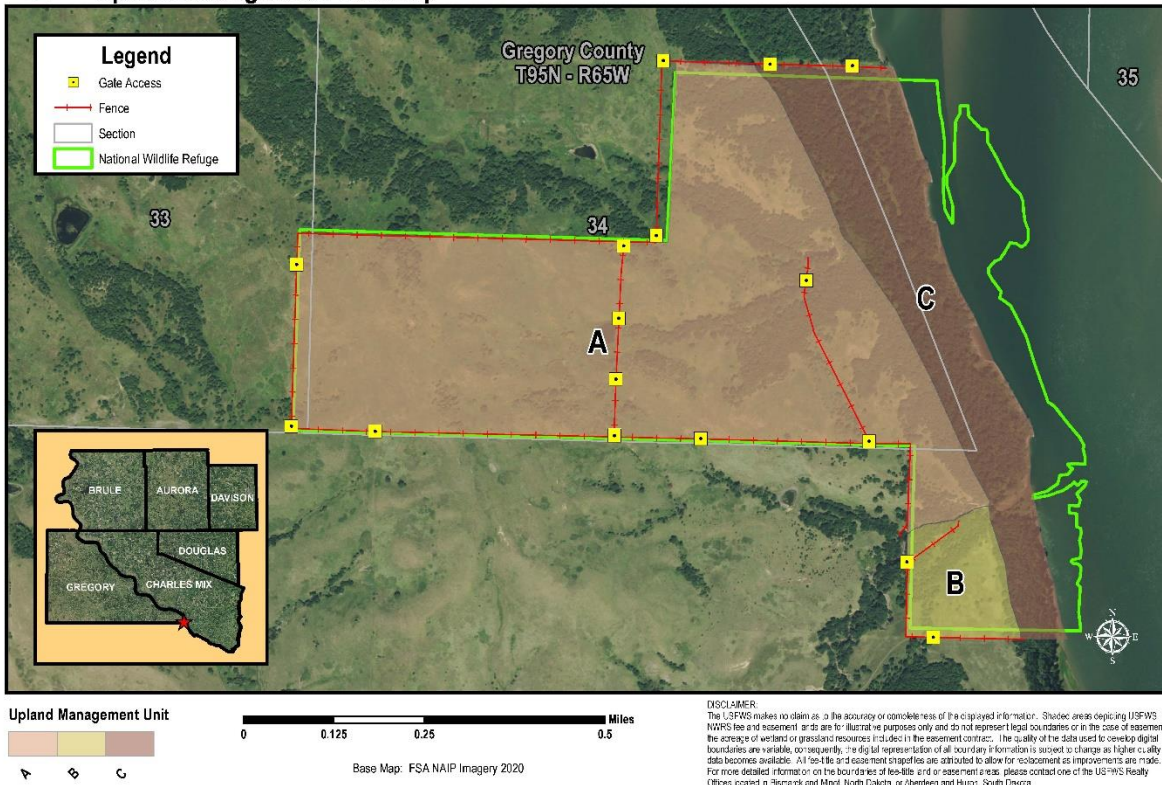 Legend
Gate Access
Fence
Section
National Wildlife Refuge
Gregory County
T95N - R65W
35
33
34
A
C
B
BRULE
AURORA
DAVISON
DOUGLAS
GREGORY
CHARLES MIX
N
W E
S
Upland Management Unit
A B C
0 0.125 0.25 0.5
Miles
Base Map: FSA NAIP Imagery 2020
DISCLAIMER:
The USFWS makes no claim as to the accuracy or completeness of the displayed information. Shaded areas depicting USFWS
NWRS fee and easement lands are for illustrative purposes only and do not represent legal boundaries or in the case of easements
the acreage of wetland or grassland resources included in the easement contract. The quality of the data used to develop digital
boundaries are variable, consequently, the digital representation of all boundary information is subject to change as higher quality
data becomes available. All fee-title and easement shapefiles are attributed to allow for replacement as improvements are made.
For more detailed information on the boundaries of fee-title and or easement areas, please contact one of the USFWS Realty
Offices located in Bismarck and Minot, North Dakota, or Aberdeen and Huron, South Dakota.